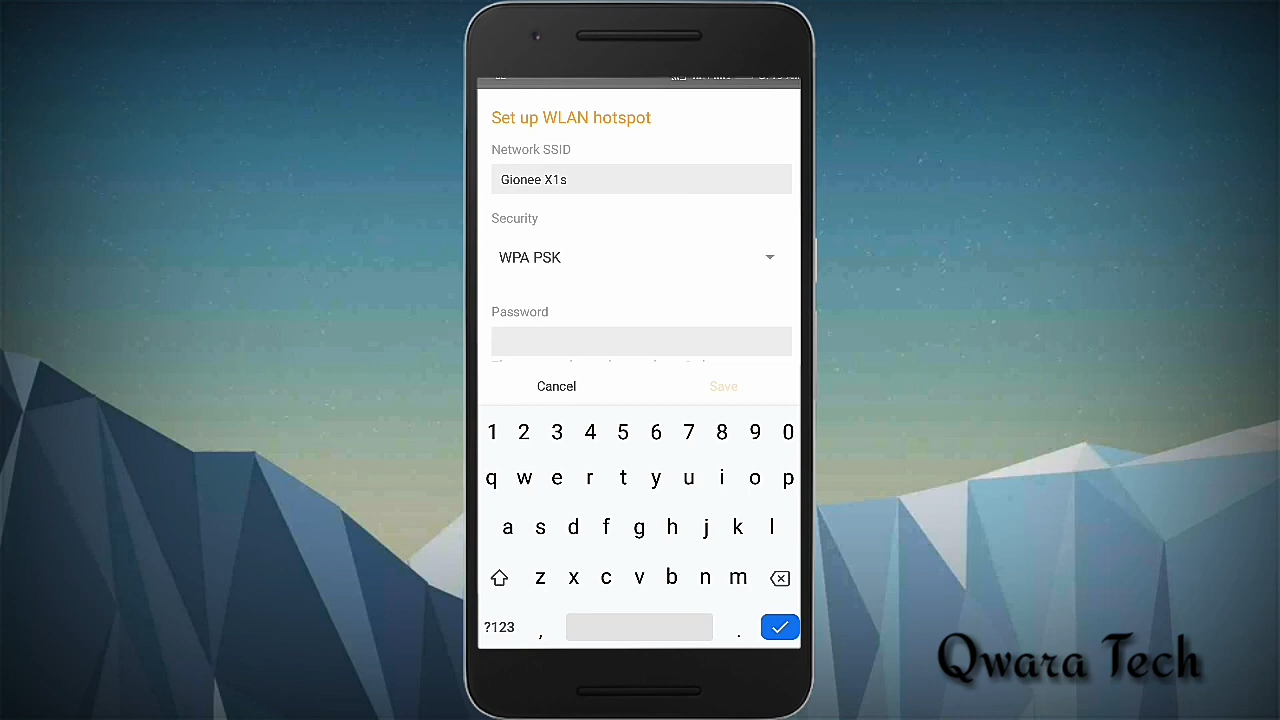 Set up WLAN hotspot
Network SSID
Gionee X1s
Security
WPA PSK
Password
Cancel Save
1 2 3 4 5 6 7 8 9 0
q w e r t y u i o p
a s d f g h j k l
z x c v b n m
?123 , .
Qwara Tech